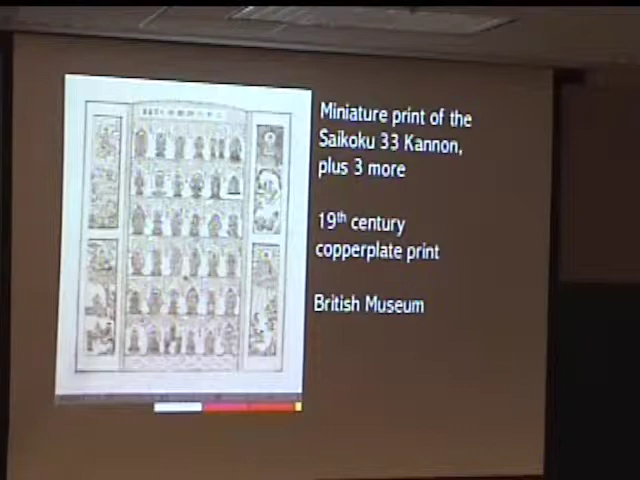 Miniature print of the
Saikoku 33 Kannon,
plus 3 more
19th century
copperplate print
British Museum